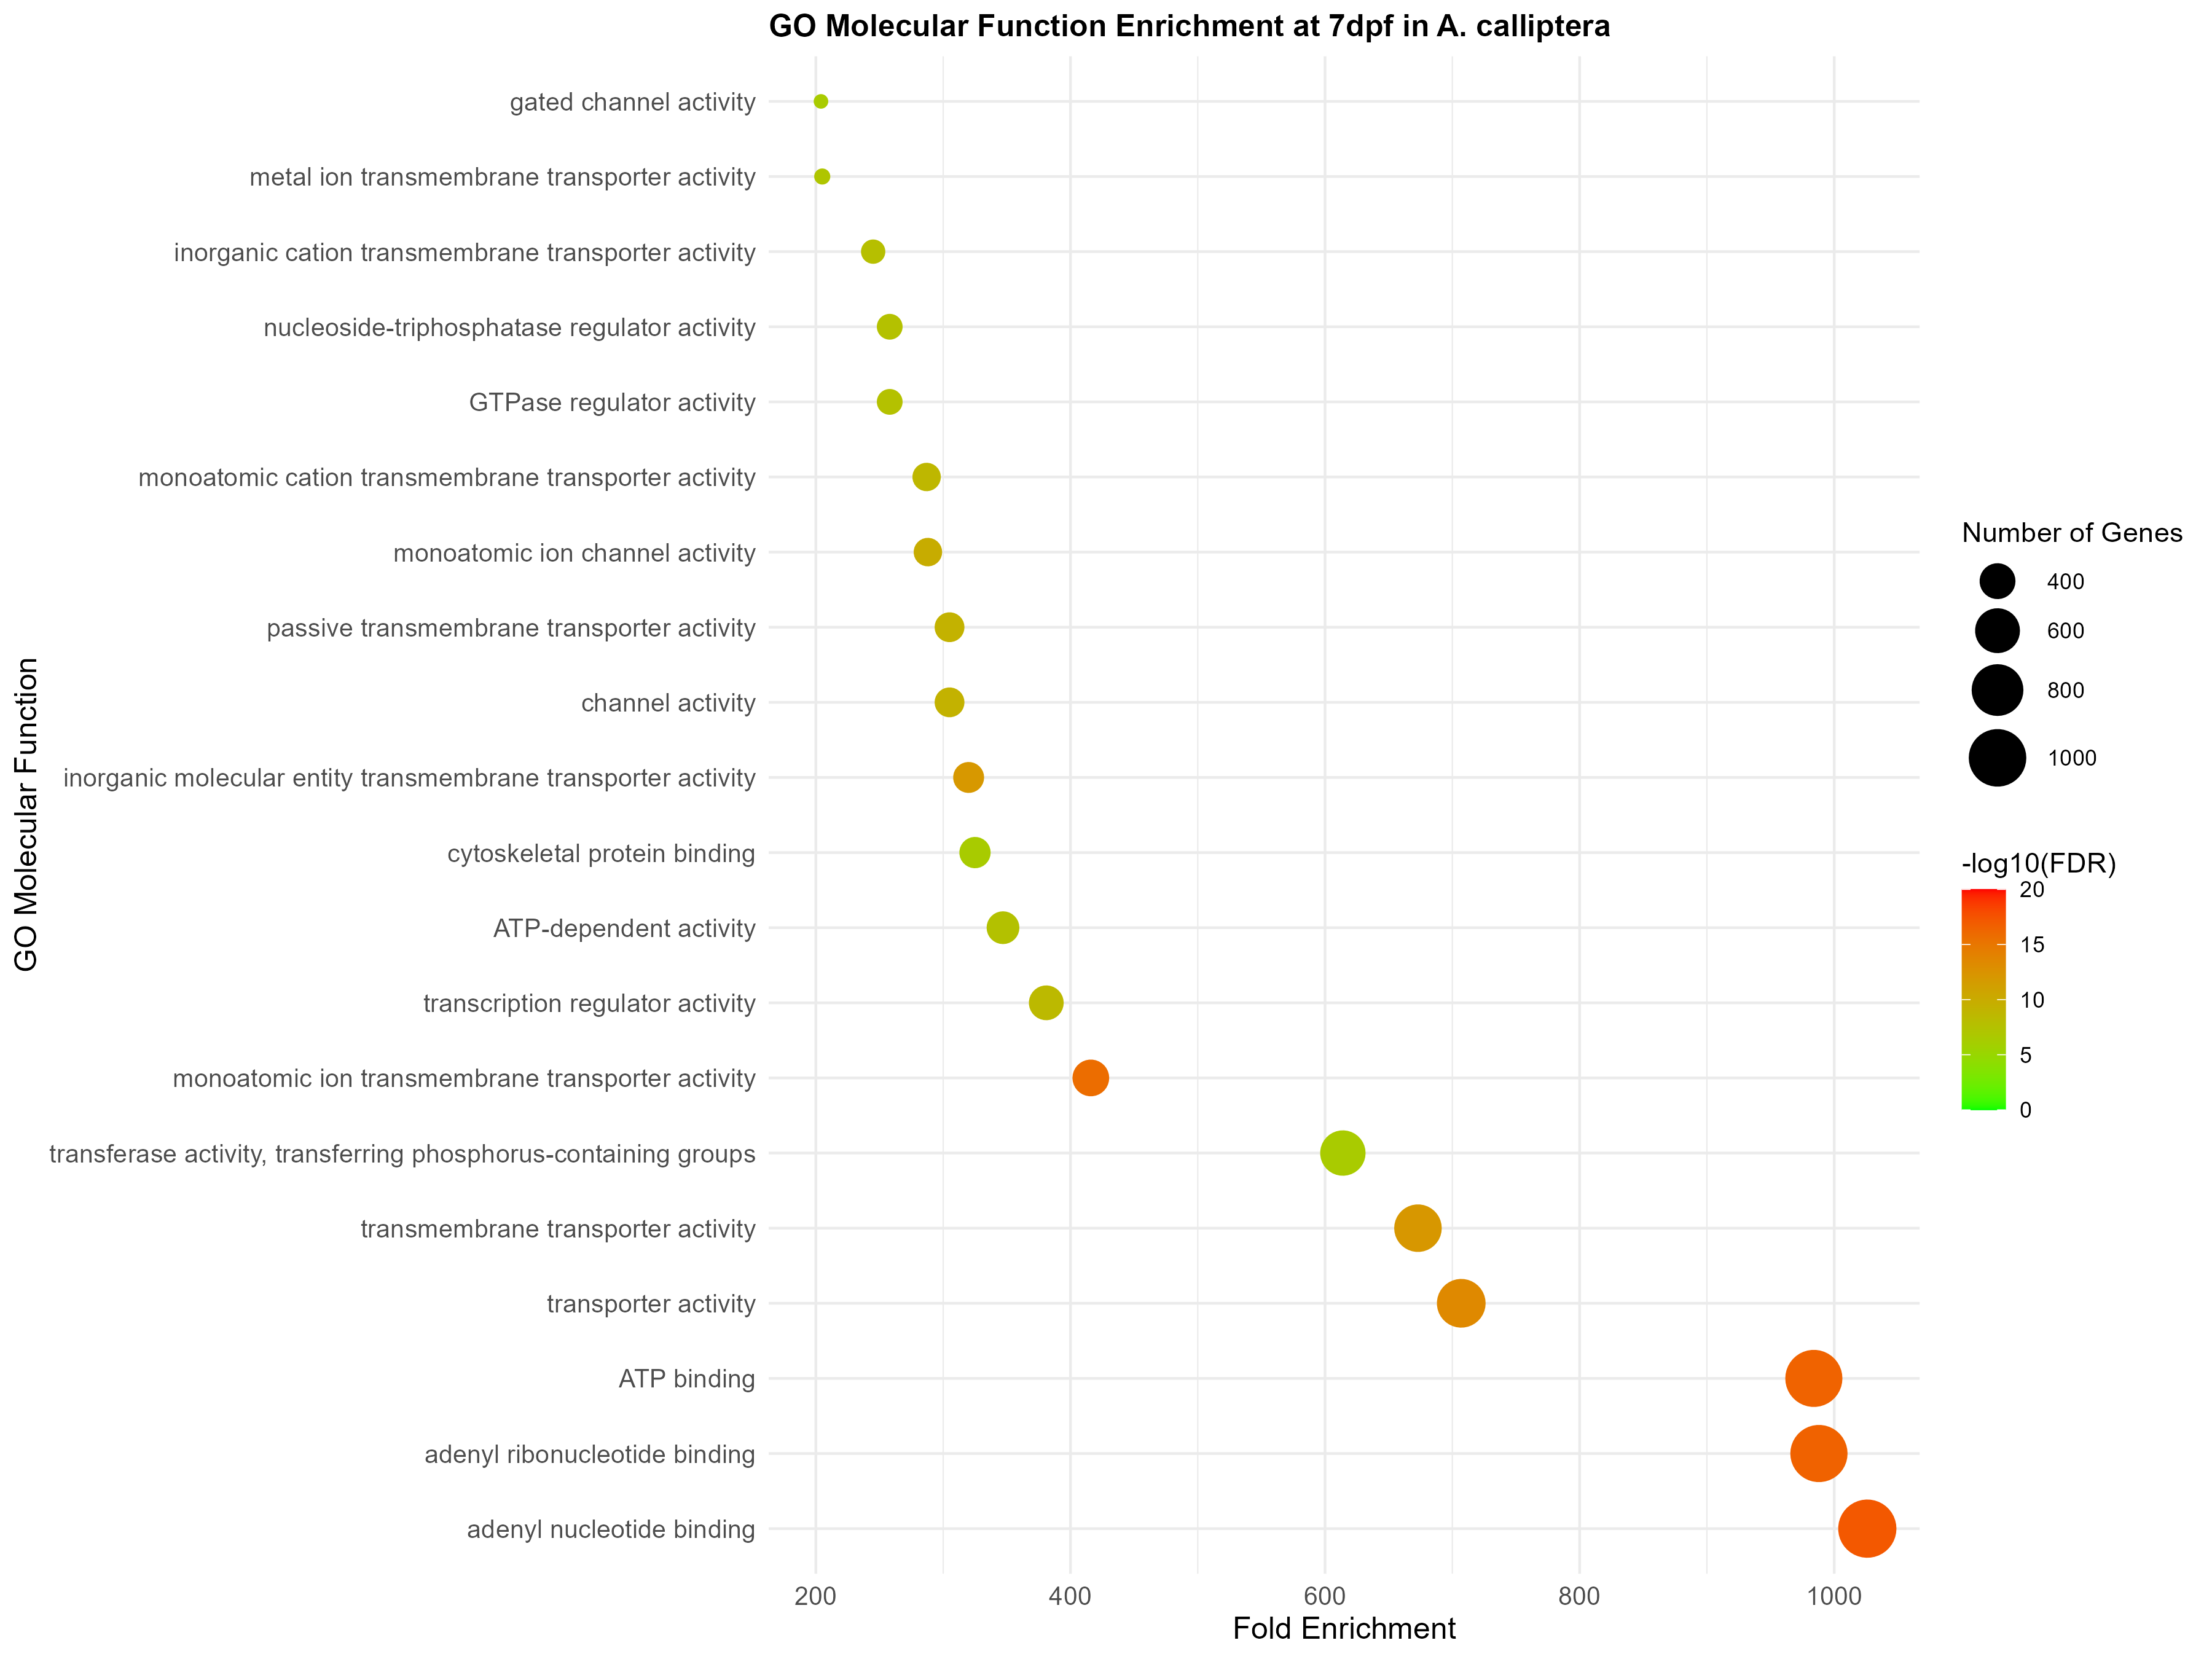 GO Molecular Function Enrichment at 7dpf in A. calliptera
GO Molecular Function
gated channel activity
metal ion transmembrane transporter activity
inorganic cation transmembrane transporter activity
nucleoside-triphosphatase regulator activity
GTPase regulator activity
monoatomic cation transmembrane transporter activity
monoatomic ion channel activity
passive transmembrane transporter activity
channel activity
inorganic molecular entity transmembrane transporter activity
cytoskeletal protein binding
ATP-dependent activity
transcription regulator activity
monoatomic ion transmembrane transporter activity
transferase activity, transferring phosphorus-containing groups
transmembrane transporter activity
transporter activity
ATP binding
adenyl ribonucleotide binding
adenyl nucleotide binding
200 400 600 800 1000
Fold Enrichment
Number of Genes
400
600
800
1000
-log10(FDR)
20
15
10
5
0